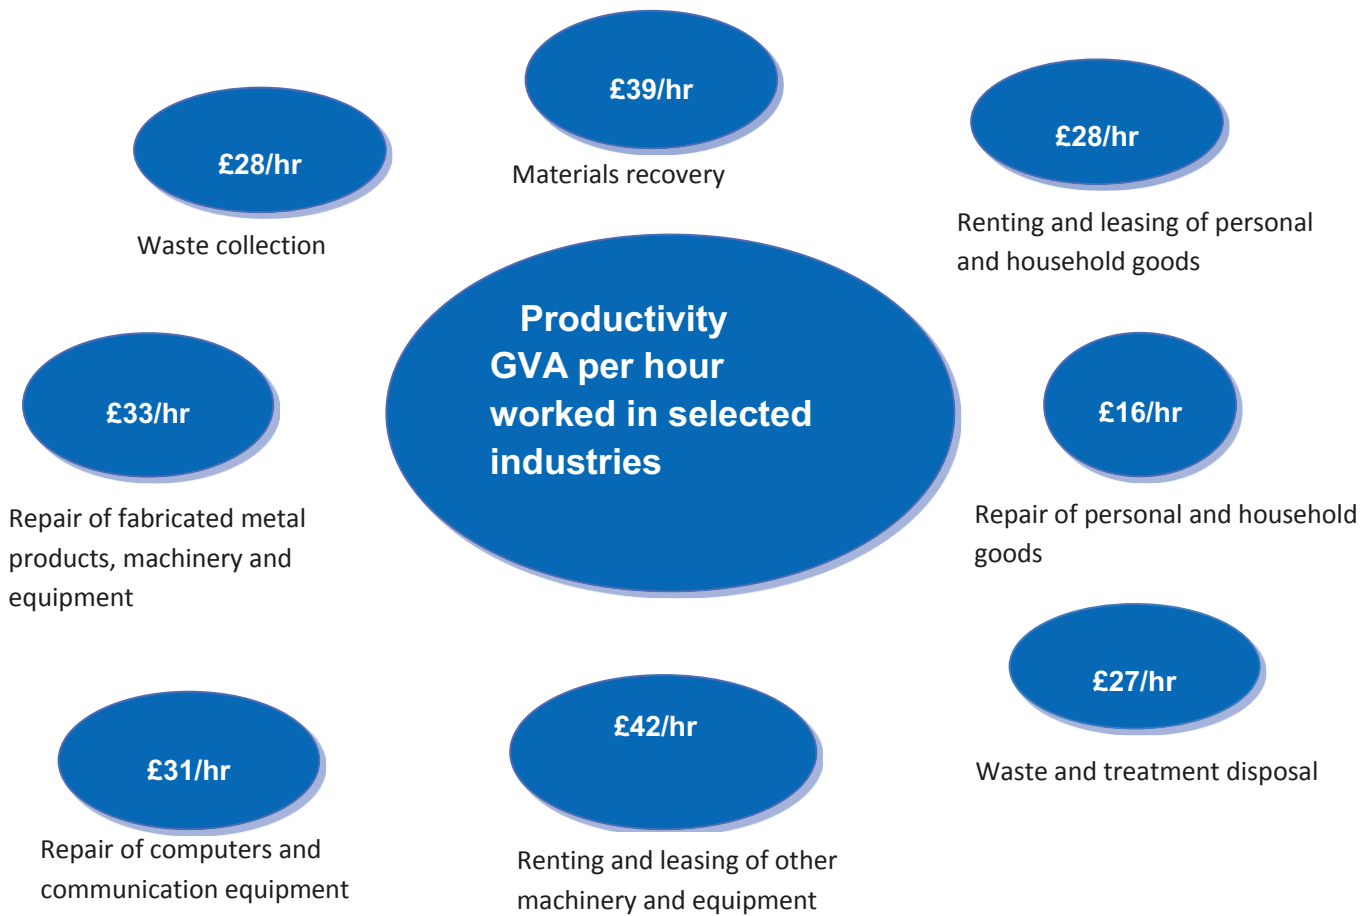 £39/hr
Materials recovery
£28/hr
Waste collection
£28/hr
Renting and leasing of personal
and household goods
Productivity
GVA per hour
worked in selected
industries
£33/hr
Repair of fabricated metal
products, machinery and
equipment
£16/hr
Repair of personal and household
goods
£27/hr
Waste and treatment disposal
£31/hr
Repair of computers and
communication equipment
£42/hr
Renting and leasing of other
machinery and equipment